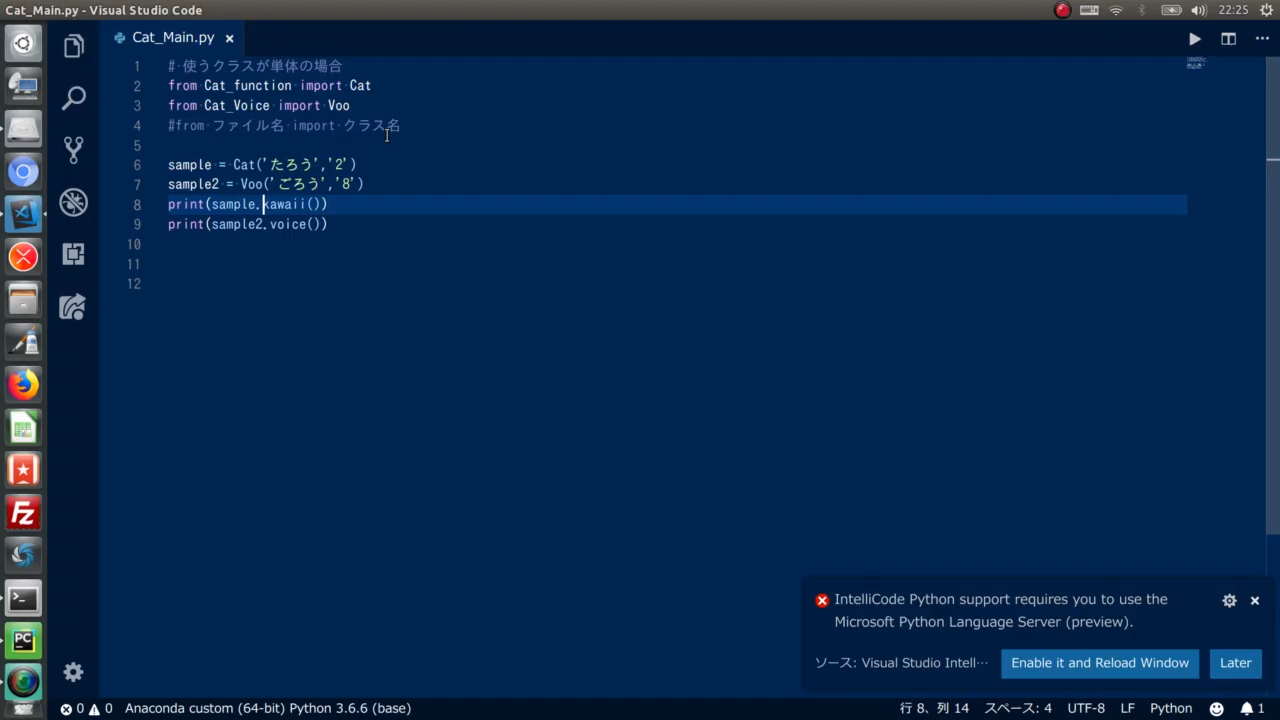 Cat_Main.py - Visual Studio Code
22:25
Cat_Main.py ×
1 # 使うクラスが単体の場合
2 from Cat_function import Cat
3 from Cat_Voice import Voo
4 #from ファイル名 import クラス名
5
6 sample = Cat('たろう','2')
7 sample2 = Voo('ごろう','8')
8 print(sample.kawaii())
9 print(sample2.voice())
10
11
12
IntelliCode Python support requires you to use the
Microsoft Python Language Server (preview).
ソース: Visual Studio Intell…
Enable it and Reload Window
Later
PC
Fz
0 0 Anaconda custom (64-bit) Python 3.6.6 (base)
行 8、列 14 スペース: 4 UTF-8 LF Python 1